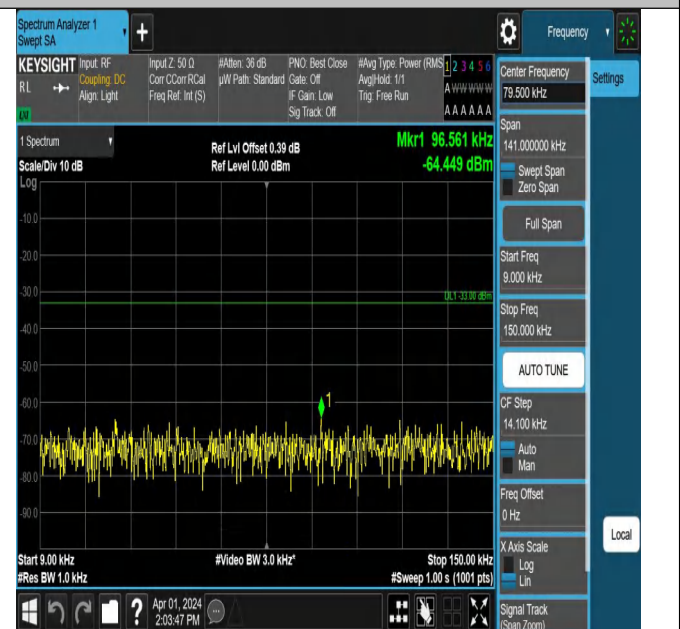 Spectrum Analyzer 1
Swept SA
+
Frequency
KEYSIGHT
RL
Input: RF
Coupling: DC
Align: Light
Input Z: 50 Ω
Corr CCorr RCal
Freq Ref: Int (S)
#Atten: 36 dB
µW Path: Standard
PNO: Best Close
Gate: Off
IF Gain: Low
Sig Track: Off
#Avg Type: Power (RMS
Avg|Hold: 1/1
Trig: Free Run
1 2 3 4 5 6
A W W W W W
A A A A A A
1 Spectrum
Scale/Div 10 dB
Log
Ref Lvl Offset 0.39 dB
Ref Level 0.00 dBm
Mkr1 96.561 kHz
-64.449 dBm
-10.0
-20.0
-30.0
-40.0
-50.0
-60.0
-70.0
-80.0
-90.0
DL1 -33.00 dBm
1
Start 9.00 kHz
#Res BW 1.0 kHz
#Video BW 3.0 kHz*
Stop 150.00 kHz
#Sweep 1.00 s (1001 pts)
Center Frequency
79.500 kHz
Settings
Span
141.000000 kHz
Swept Span
Zero Span
Full Span
Start Freq
9.000 kHz
Stop Freq
150.000 kHz
AUTO TUNE
CF Step
14.100 kHz
Auto
Man
Freq Offset
0 Hz
X Axis Scale
Log
Lin
Local
Signal Track
(Span Zoom)
?
Apr 01, 2024
2:03:47 PM